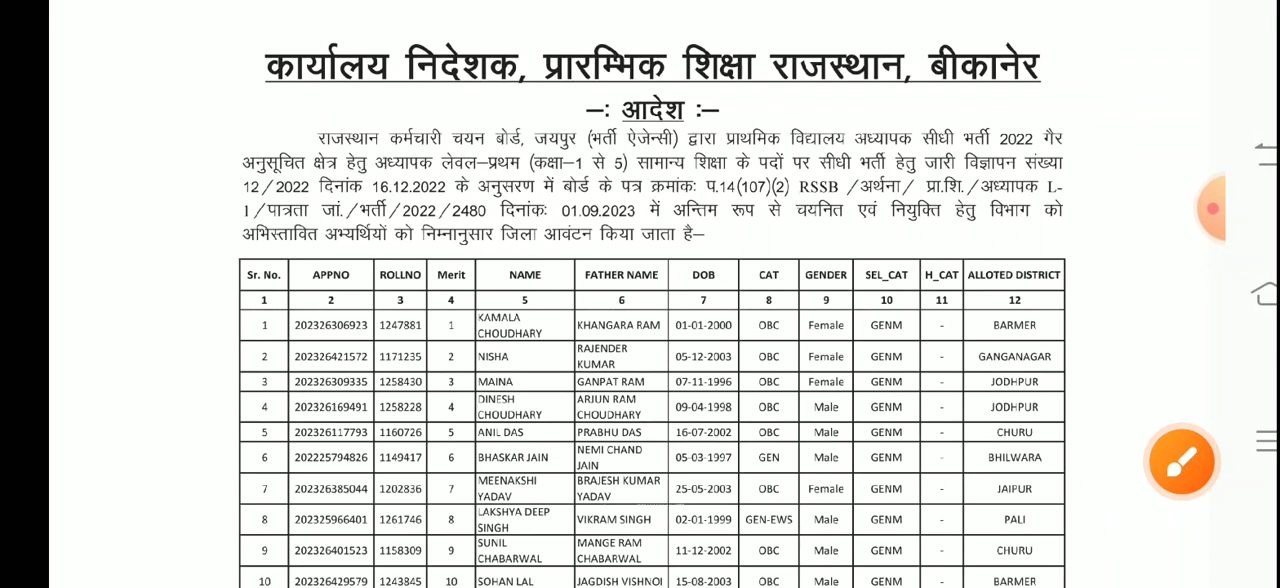 कार्यालय निदेशक, प्रारम्भिक शिक्षा राजस्थान, बीकानेर
–: आदेश :–
राजस्थान कर्मचारी चयन बोर्ड, जयपुर (भर्ती ऐजेन्सी) द्वारा प्राथमिक विद्यालय अध्यापक सीधी भर्ती 2022 गैर
अनुसूचित क्षेत्र हेतु अध्यापक लेवल–प्रथम (कक्षा–1 से 5) सामान्य शिक्षा के पदों पर सीधी भर्ती हेतु जारी विज्ञापन संख्या
12/2022 दिनांक 16.12.2022 के अनुसरण में बोर्ड के पत्र क्रमांकः प.14(107)(2) RSSB /अर्थना/ प्रा.शि./अध्यापक L-
1/पात्रता जां./भर्ती/2022/2480 दिनांकः 01.09.2023 में अन्तिम रूप से चयनित एवं नियुक्ति हेतु विभाग को
अभिस्तावित अभ्यर्थियों को निम्नानुसार जिला आवंटन किया जाता है–
Sr. No. APPNO ROLLNO Merit NAME FATHER NAME DOB CAT GENDER SEL_CAT H_CAT ALLOTED DISTRICT
1 2 3 4 5 6 7 8 9 10 11 12
1 202326306923 1247881 1 KAMALA CHOUDHARY KHANGARA RAM 01-01-2000 OBC Female GENM - BARMER
2 202326421572 1171235 2 NISHA RAJENDER KUMAR 05-12-2003 OBC Female GENM - GANGANAGAR
3 202326309335 1258430 3 MAINA GANPAT RAM 07-11-1996 OBC Female GENM - JODHPUR
4 202326169491 1258228 4 DINESH CHOUDHARY ARJUN RAM CHOUDHARY 09-04-1998 OBC Male GENM - JODHPUR
5 202326117793 1160726 5 ANIL DAS PRABHU DAS 16-07-2002 OBC Male GENM - CHURU
6 202225794826 1149417 6 BHASKAR JAIN NEMI CHAND JAIN 05-03-1997 GEN Male GENM - BHILWARA
7 202326385044 1202836 7 MEENAKSHI YADAV BRAJESH KUMAR YADAV 25-05-2003 OBC Female GENM - JAIPUR
8 202325966401 1261746 8 LAKSHYA DEEP SINGH VIKRAM SINGH 02-01-1999 GEN-EWS Male GENM - PALI
9 202326401523 1158309 9 SUNIL CHABARWAL MANGE RAM CHABARWAL 11-12-2002 OBC Male GENM - CHURU
10 202326429579 1243845 10 SOHAN LAL JAGDISH VISHNOI 15-08-2003 OBC Male GENM - BARMER